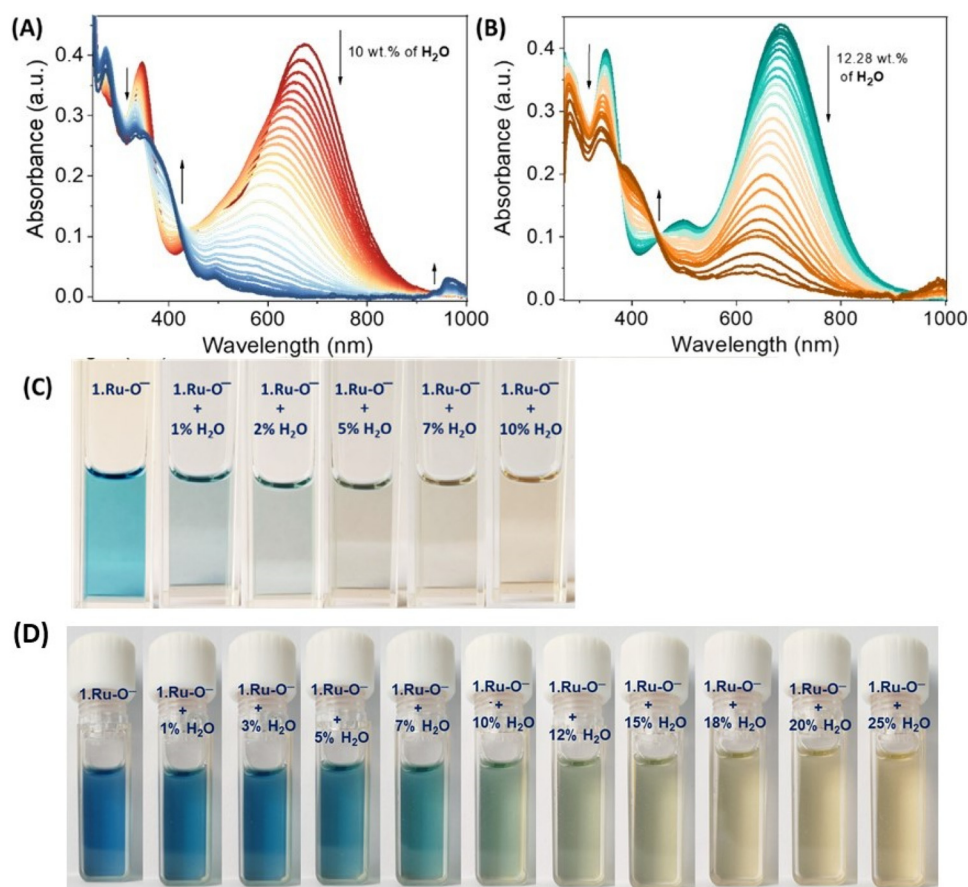 (A)
10 wt.% of H₂O
Absorbance (a.u.)
0.4
0.3
0.2
0.1
0.0
400
600
800
1000
Wavelength (nm)
(B)
12.28 wt.%
of H₂O
Absorbance (a.u.)
0.4
0.3
0.2
0.1
0.0
400
600
800
1000
Wavelength (nm)
(C)
1.Ru-O⁻
1.Ru-O⁻
+
1% H₂O
1.Ru-O⁻
+
2% H₂O
1.Ru-O⁻
+
5% H₂O
1.Ru-O⁻
+
7% H₂O
1.Ru-O⁻
+
10% H₂O
(D)
1.Ru-O⁻
1.Ru-O⁻
+
1% H₂O
1.Ru-O⁻
+
3% H₂O
1.Ru-O⁻
+
5% H₂O
1.Ru-O⁻
+
7% H₂O
1.Ru-O⁻
+
10% H₂O
1.Ru-O⁻
+
12% H₂O
1.Ru-O⁻
+
15% H₂O
1.Ru-O⁻
+
18% H₂O
1.Ru-O⁻
+
20% H₂O
1.Ru-O⁻
+
25% H₂O